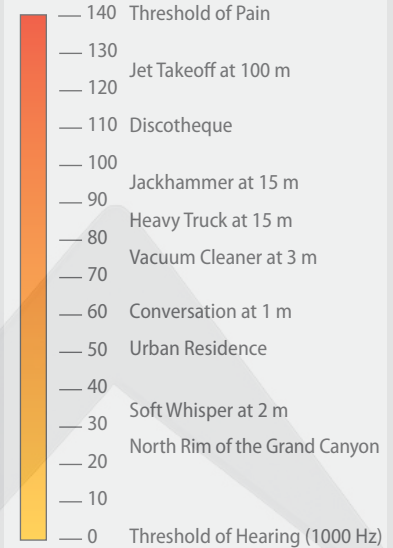 140 Threshold of Pain
130
Jet Takeoff at 100 m
120
110 Discotheque
100
Jackhammer at 15 m
90
Heavy Truck at 15 m
80
Vacuum Cleaner at 3 m
70
60 Conversation at 1 m
50 Urban Residence
40
Soft Whisper at 2 m
30
North Rim of the Grand Canyon
20
10
0 Threshold of Hearing (1000 Hz)